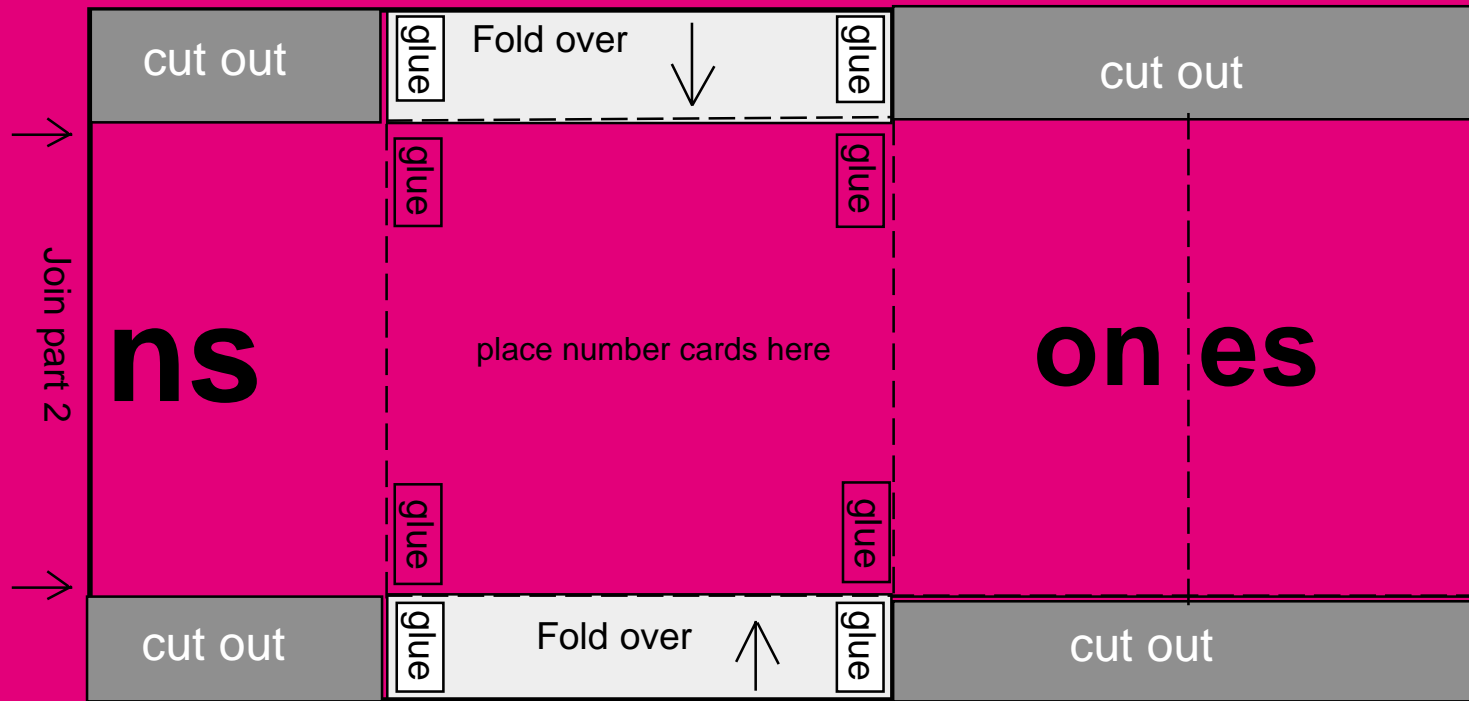 cut out
glue
Fold over
glue
cut out
glue
glue
Join part 2
ns
place number cards here
on es
glue
glue
cut out
glue
Fold over
glue
cut out